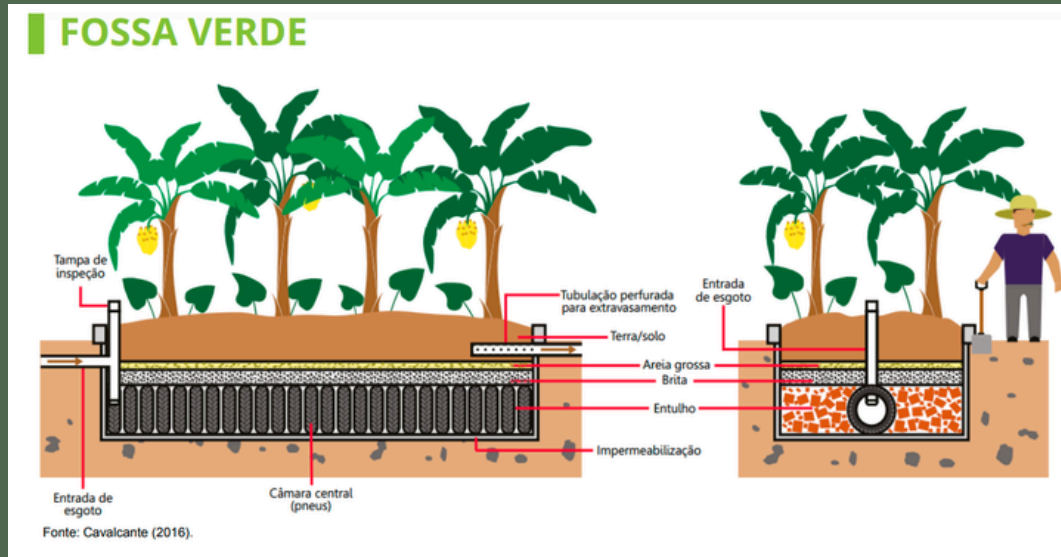 FOSSA VERDE
Tampa de
inspeção
Tubulação perfurada
para extravasamento
Terra/solo
Areia grossa
Brita
Entulho
Impermeabilização
Entrada
de esgoto
Câmara central
(pneus)
Entrada de
esgoto
Fonte: Cavalcante (2016).